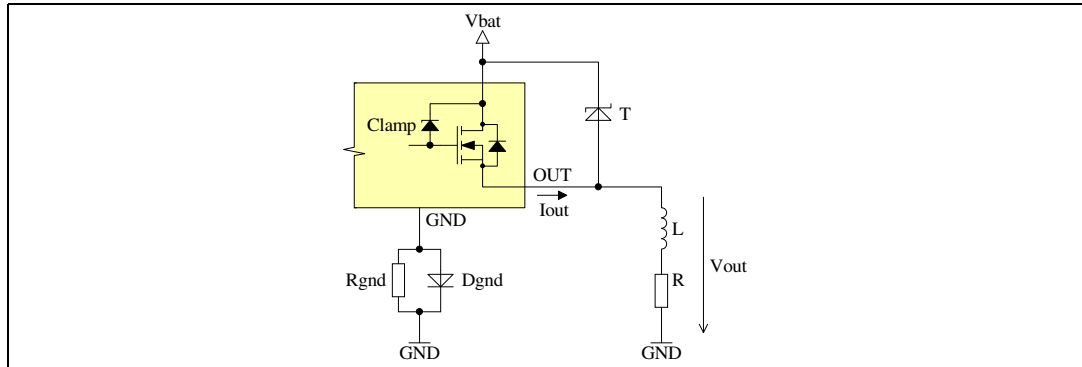 Vbat
T
Clamp
OUT
Iout
GND
L
Vout
Rgnd
Dgnd
R
GND
GND